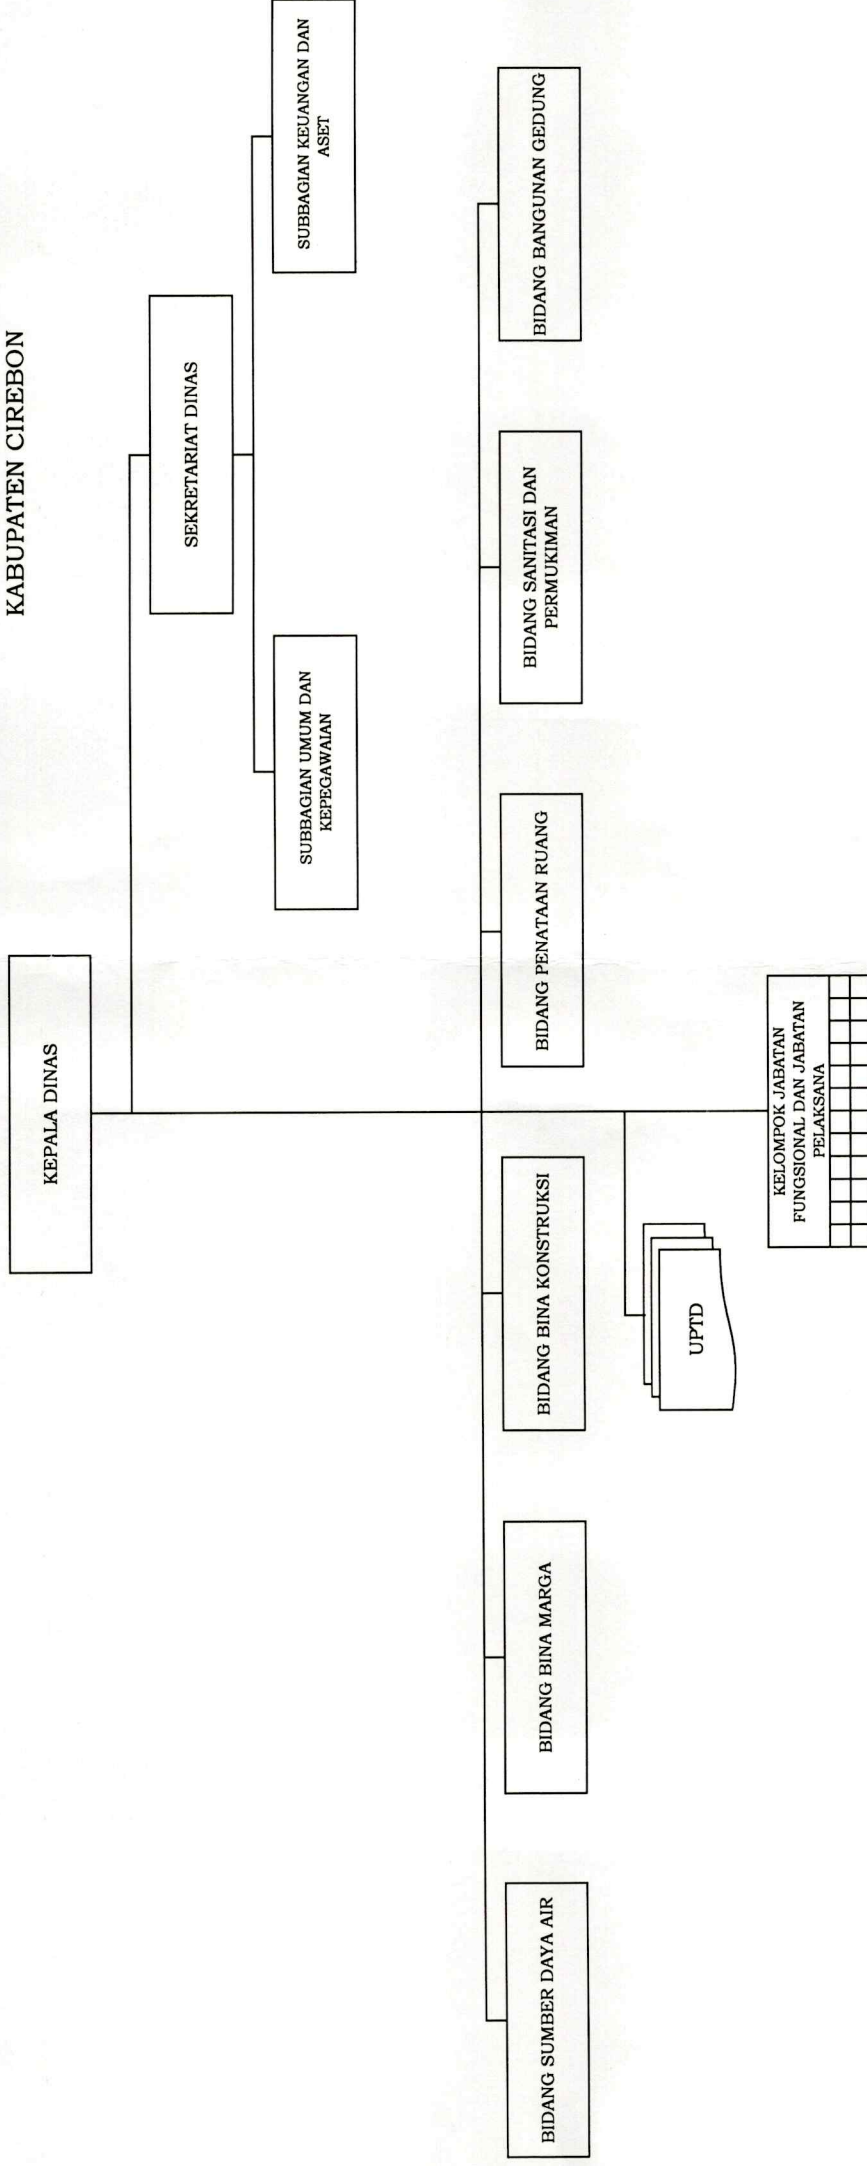 KABUPATEN CIREBON
KEPALA DINAS
SEKRETARIAT DINAS
SUBBAGIAN UMUM DAN
KEPEGAWAIAN
SUBBAGIAN KEUANGAN DAN
ASET
BIDANG SUMBER DAYA AIR
BIDANG BINA MARGA
BIDANG BINA KONSTRUKSI
BIDANG PENATAAN RUANG
BIDANG SANITASI DAN
PERMUKIMAN
BIDANG BANGUNAN GEDUNG
UPTD
KELOMPOK JABATAN
FUNGSIONAL DAN JABATAN
PELAKSANA